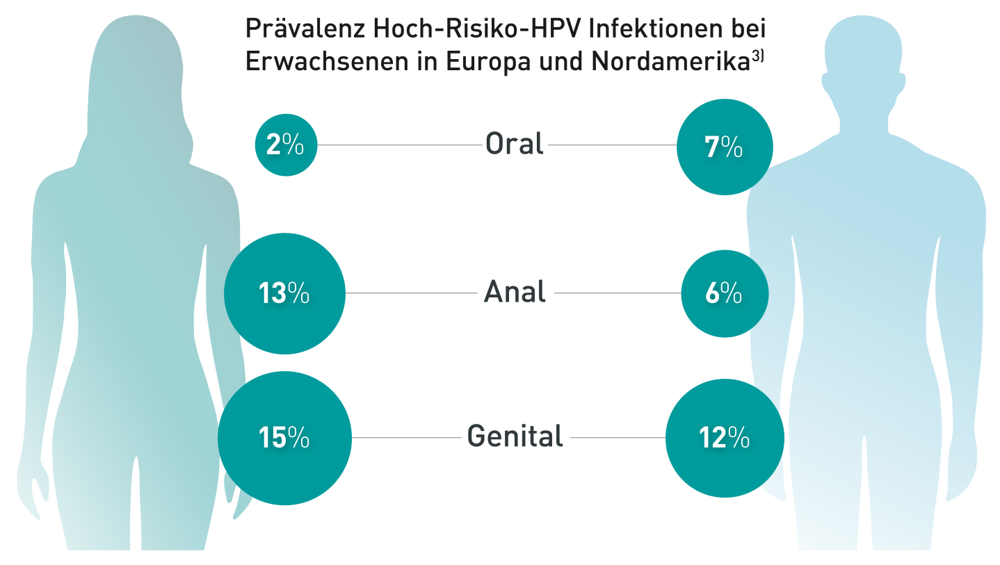 Prävalenz Hoch-Risiko-HPV Infektionen bei
Erwachsenen in Europa und Nordamerika³⁾
2% Oral 7%
13% Anal 6%
15% Genital 12%